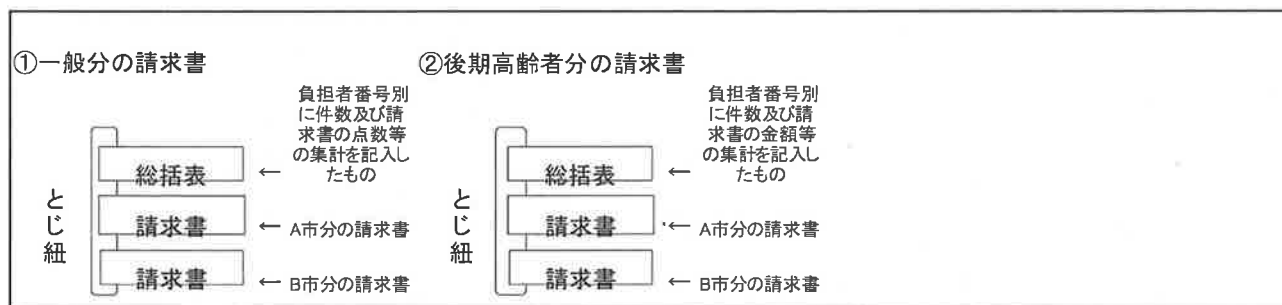 ①一般分の請求書
負担者番号別
に件数及び請
求書の点数等
の集計を記入し
たもの
とじ紐
総括表
←
請求書
← A市分の請求書
請求書
← B市分の請求書
②後期高齢者分の請求書
負担者番号別
に件数及び請
求書の金額等
の集計を記入し
たもの
とじ紐
総括表
←
請求書
← A市分の請求書
請求書
← B市分の請求書